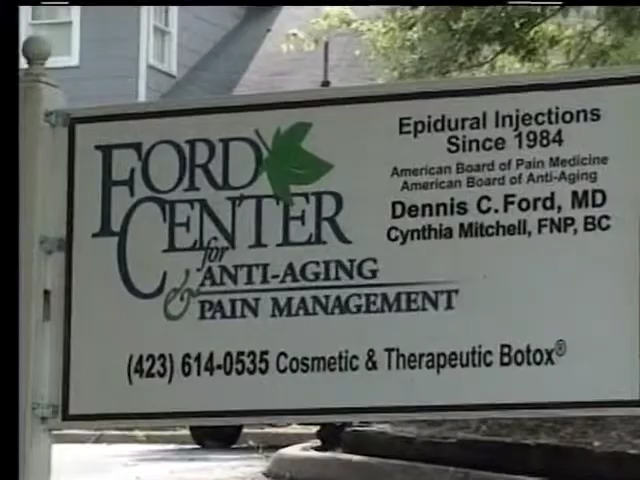 FORD
CENTER
for
ANTI-AGING
& PAIN MANAGEMENT
Epidural Injections
Since 1984
American Board of Pain Medicine
American Board of Anti-Aging
Dennis C. Ford, MD
Cynthia Mitchell, FNP, BC
(423) 614-0535 Cosmetic & Therapeutic Botox®